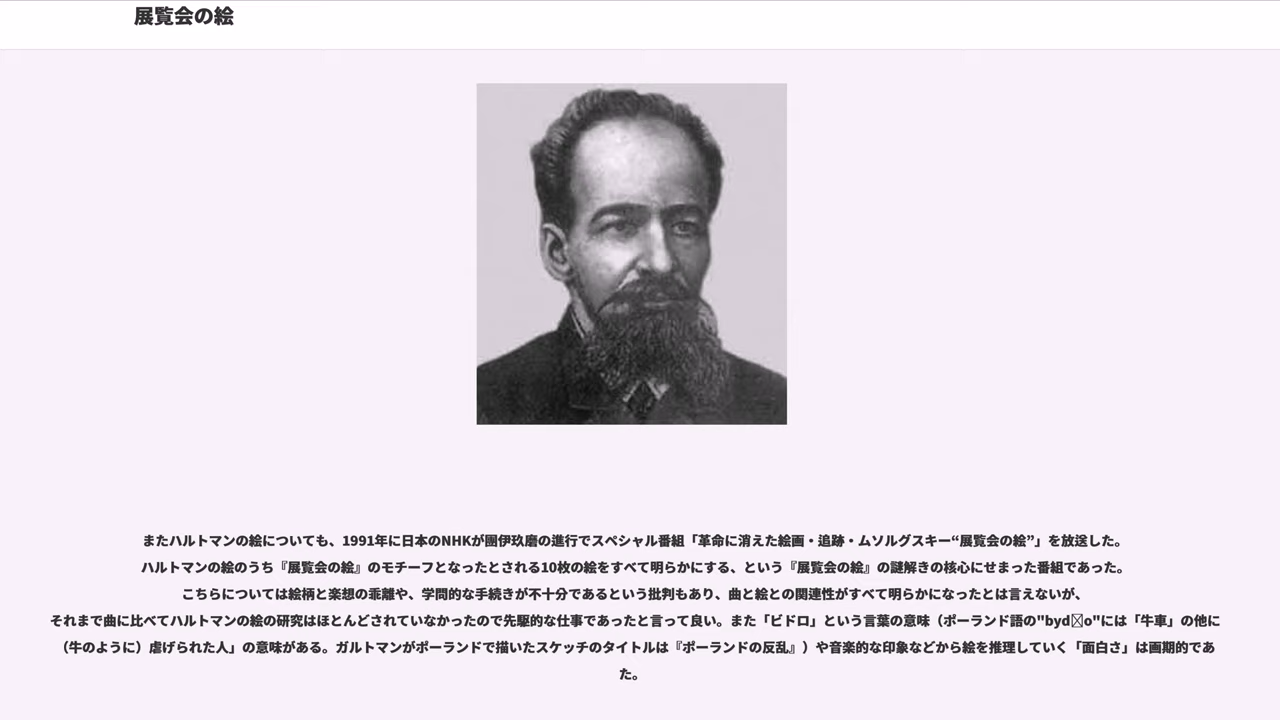 展覧会の絵
またハルトマンの絵についても、1991年に日本のNHKが團伊玖磨の進行でスペシャル番組「革命に消えた絵画・追跡・ムソルグスキー“展覧会の絵”」を放送した。
ハルトマンの絵のうち『展覧会の絵』のモチーフとなったとされる10枚の絵をすべて明らかにする、という『展覧会の絵』の謎解きの核心にせまった番組であった。
こちらについては絵柄と楽想の乖離や、学問的な手続きが不十分であるという批判もあり、曲と絵との関連性がすべて明らかになったとは言えないが、
それまで曲に比べてハルトマンの絵の研究はほとんどされていなかったので先駆的な仕事であったと言って良い。また「ビドロ」という言葉の意味（ポーランド語の"byd☒o"には「牛車」の他に
（牛のように）虐げられた人」の意味がある。ガルトマンがポーランドで描いたスケッチのタイトルは『ポーランドの反乱』）や音楽的な印象などから絵を推理していく「面白さ」は画期的であ
た。